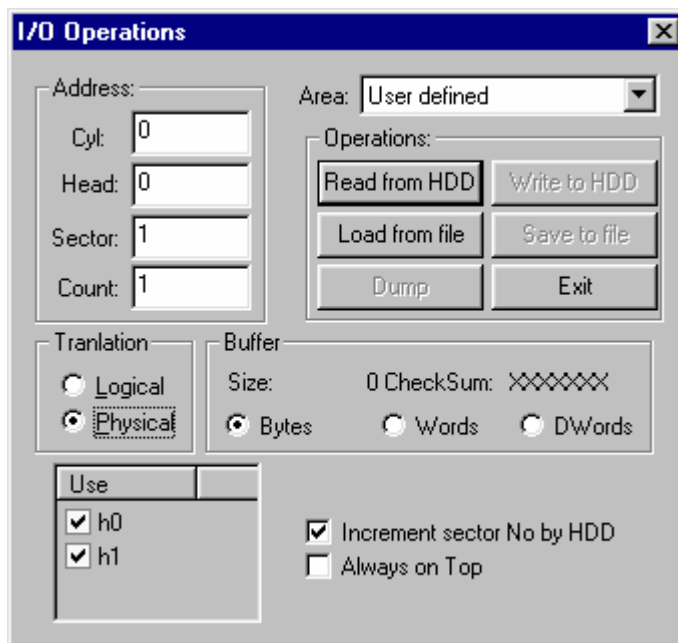 I/O Operations
Address:
Cyl: 0
Head: 0
Sector: 1
Count: 1
Area: User defined
Operations:
Read from HDD Write to HDD
Load from file Save to file
Dump Exit
Tranlation
Logical
Physical
Buffer
Size: 0 CheckSum: XXXXXXX
Bytes Words DWords
Use
h0
h1
Increment sector No by HDD
Always on Top